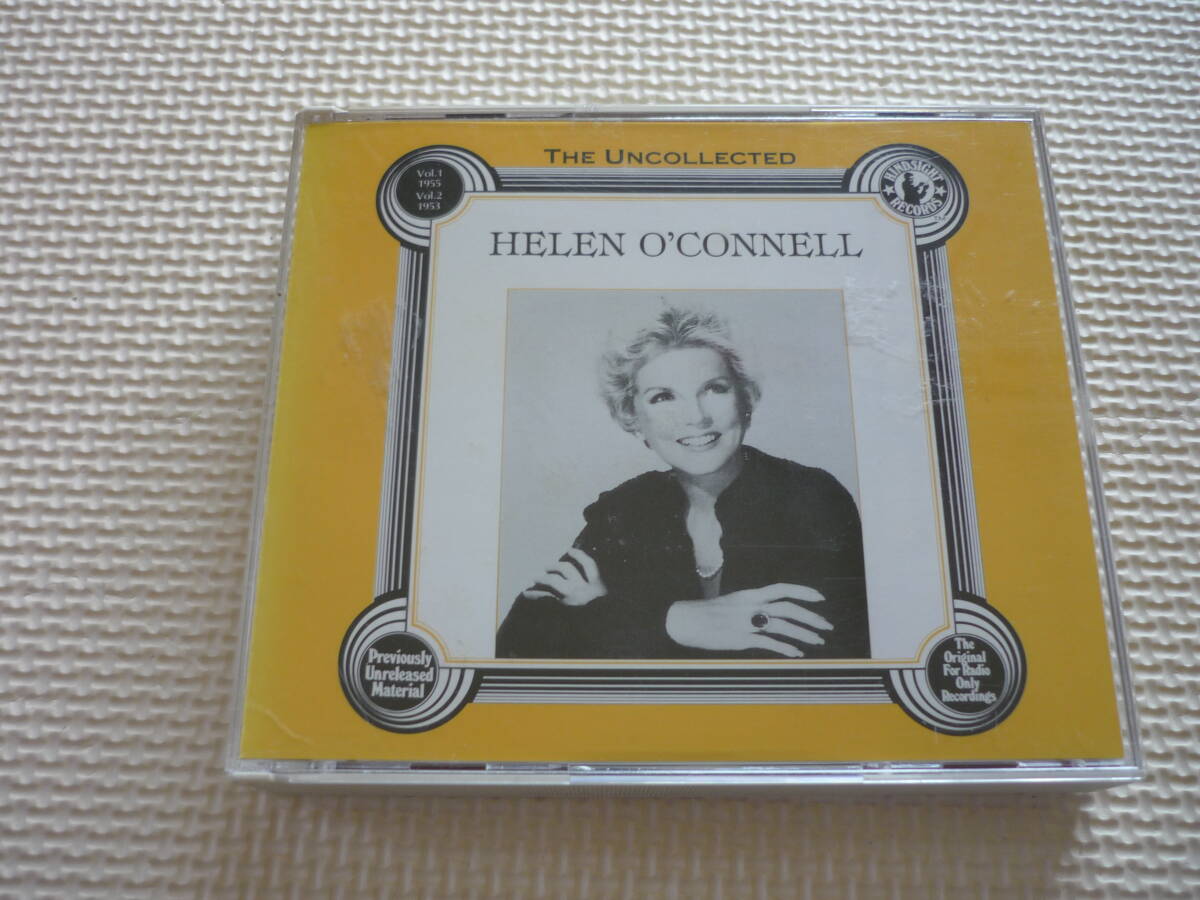 THE UNCOLLECTED
Vol.1
1955
Vol.2
1953
HINDSIGHT
RECORDS
HELEN O'CONNELL
Previously
Unreleased
Material
The
Original
For Radio
Only
Recordings